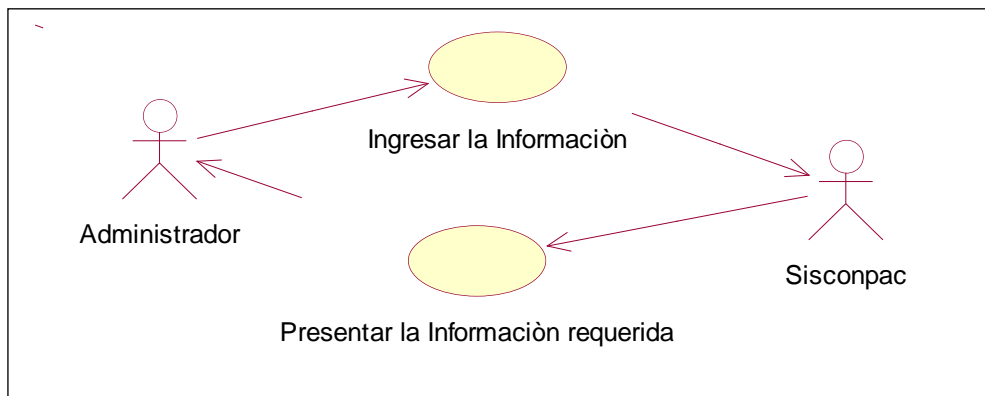 Ingresar la Informaciòn
Administrador
Sisconpac
Presentar la Informaciòn requerida